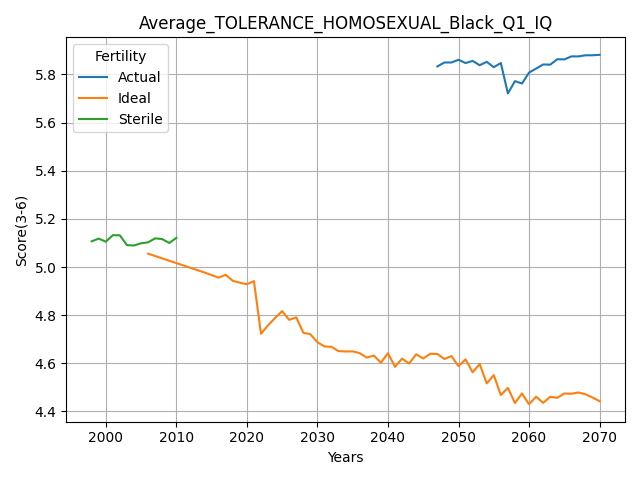 Average_TOLERANCE_HOMOSEXUAL_Black_Q1_IQ
Fertility
Actual
Ideal
Sterile
Score(3-6)
5.8
5.6
5.4
5.2
5.0
4.8
4.6
4.4
2000 2010 2020 2030 2040 2050 2060 2070
Years